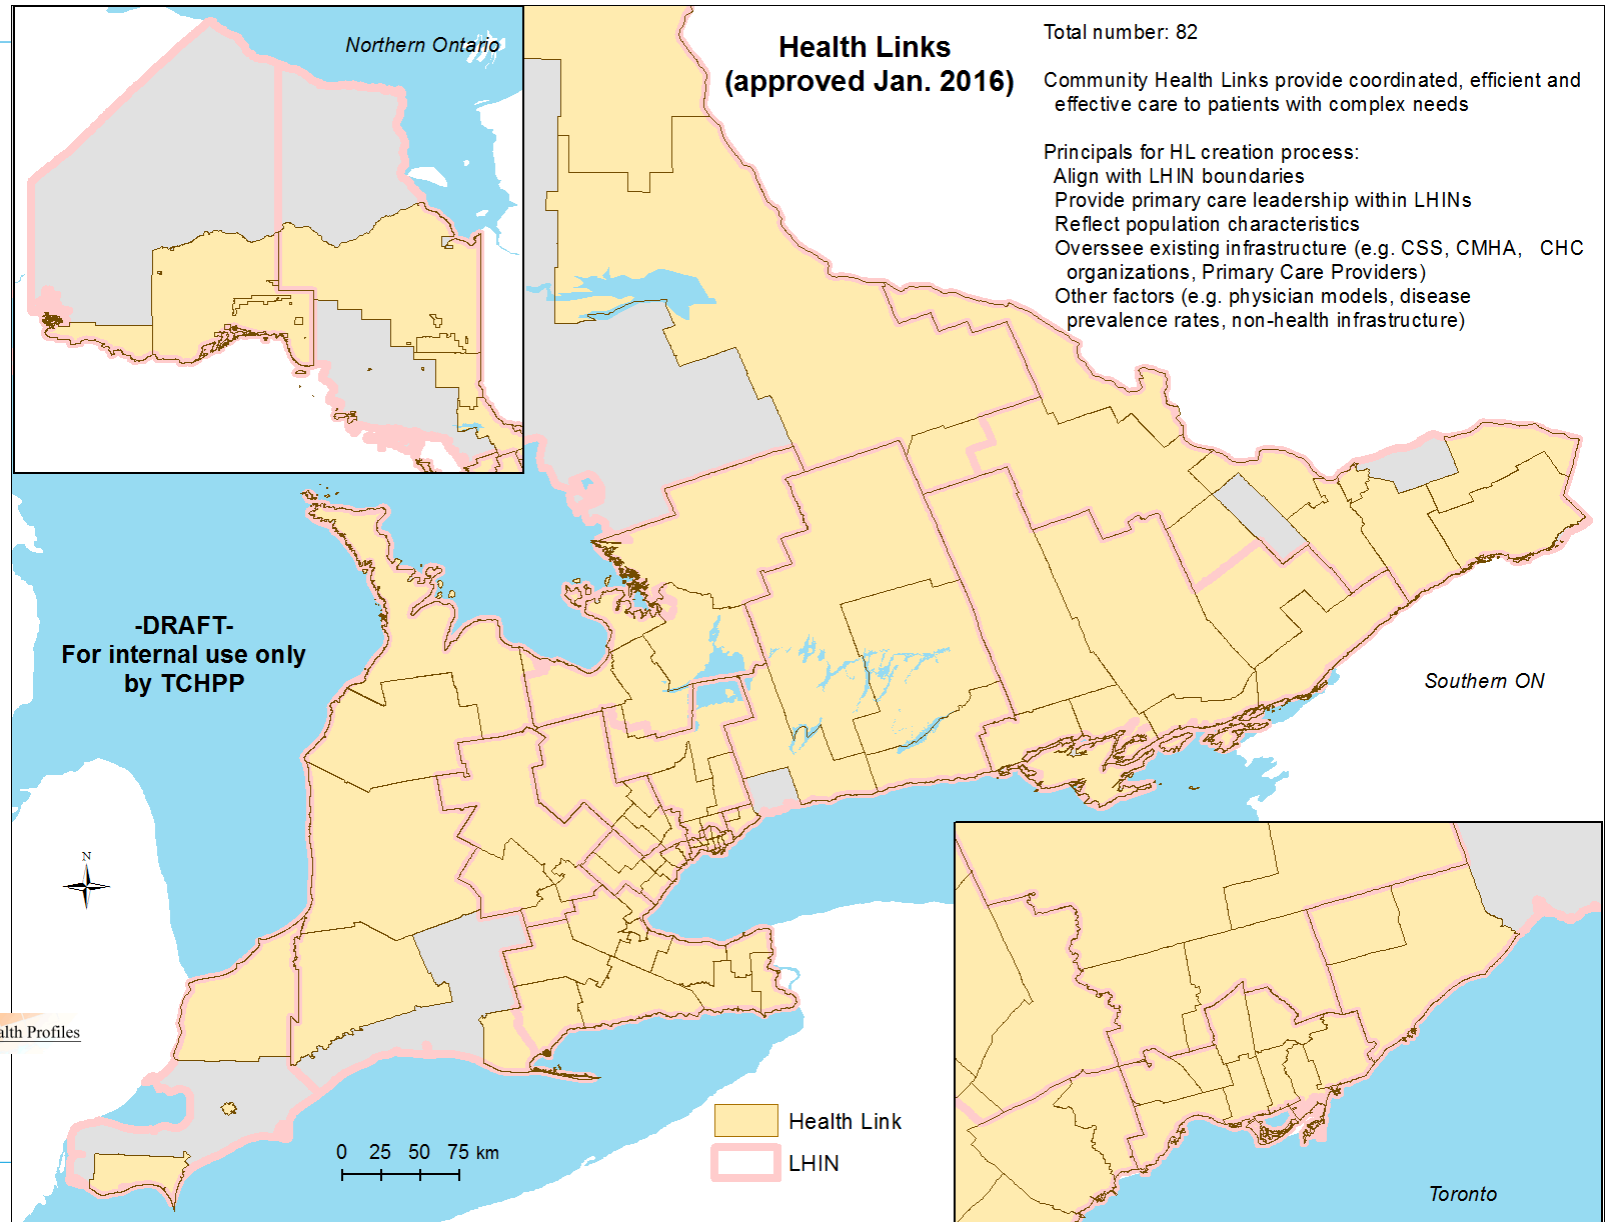 Northern Ontario
Health Links
(approved Jan. 2016)
Total number: 82
Community Health Links provide coordinated, efficient and
effective care to patients with complex needs
Principals for HL creation process:
Align with LHIN boundaries
Provide primary care leadership within LHINs
Reflect population characteristics
Overssee existing infrastructure (e.g. CSS, CMHA, CHC
organizations, Primary Care Providers)
Other factors (e.g. physician models, disease
prevalence rates, non-health infrastructure)
-DRAFT-
For internal use only
by TCHPP
Southern ON
N
alth Profiles
Health Link
LHIN
0 25 50 75 km
Toronto